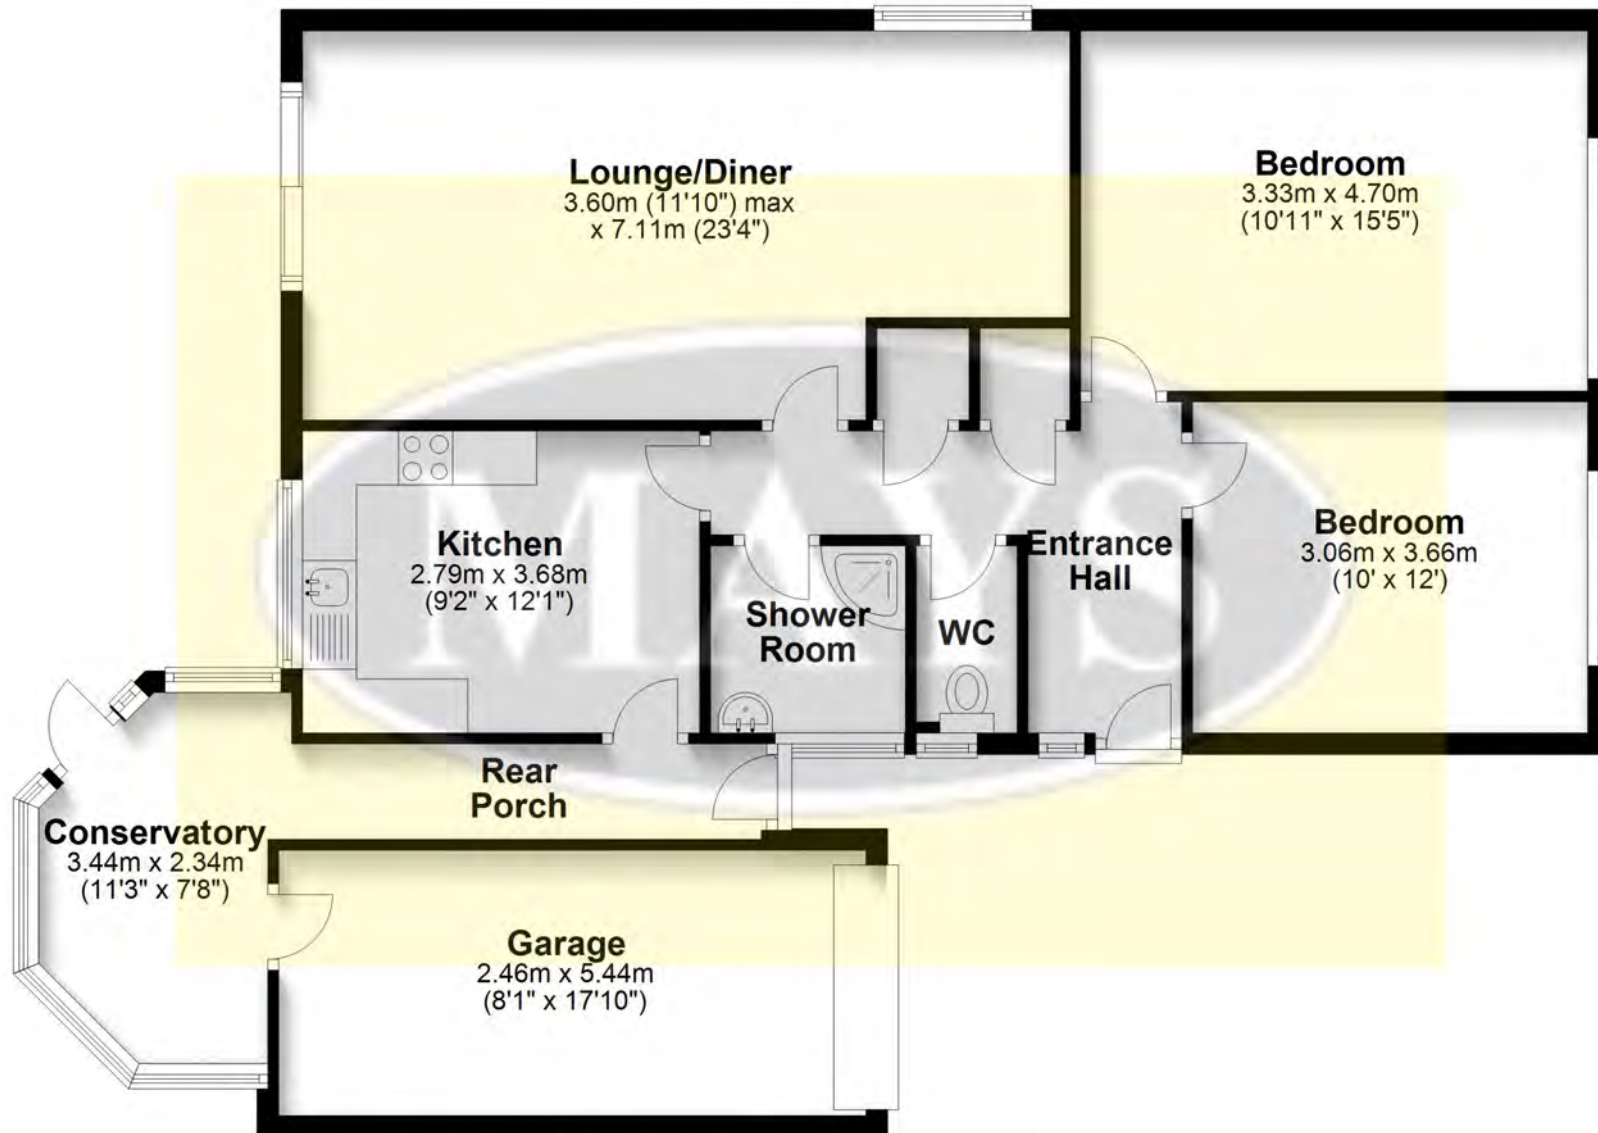 Lounge/Diner
3.60m (11'10") max
x 7.11m (23'4")
Bedroom
3.33m x 4.70m
(10'11" x 15'5")
Kitchen
2.79m x 3.68m
(9'2" x 12'1")
Shower
Room
WC
Entrance
Hall
Bedroom
3.06m x 3.66m
(10' x 12')
MAYS
Rear
Porch
Conservatory
3.44m x 2.34m
(11'3" x 7'8")
Garage
2.46m x 5.44m
(8'1" x 17'10")